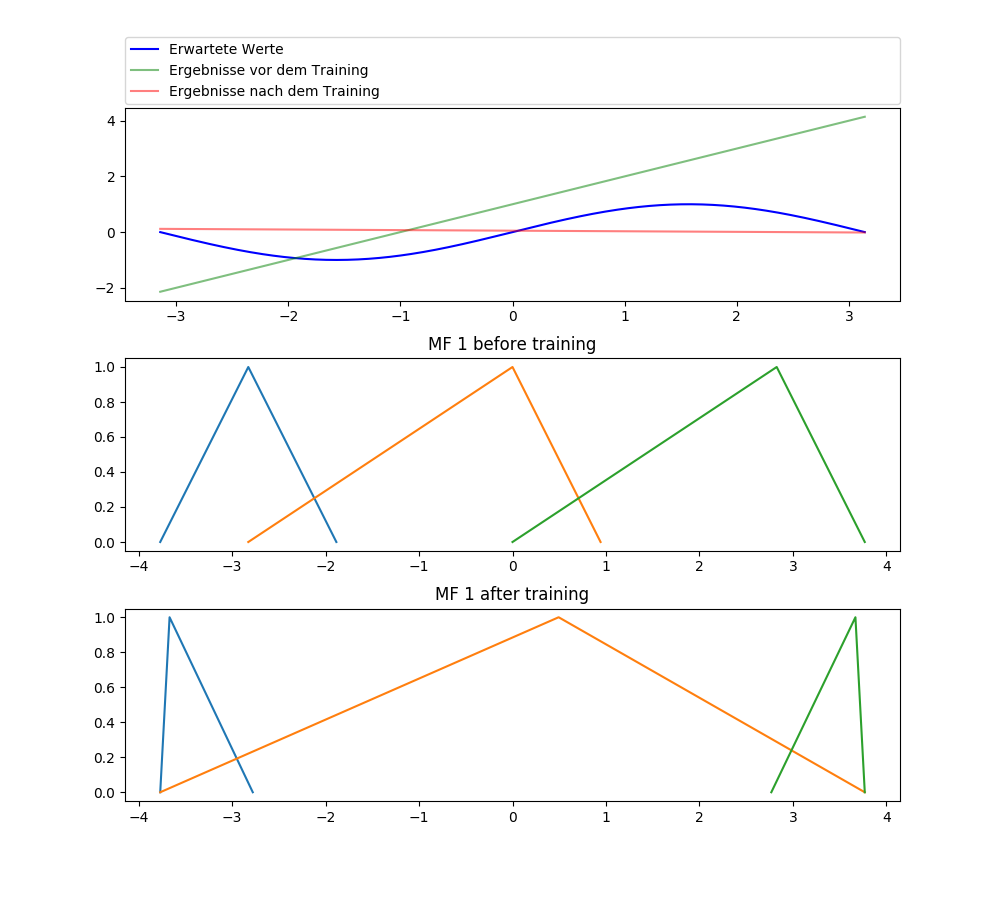 Erwartete Werte
Ergebnisse vor dem Training
Ergebnisse nach dem Training
4
2
0
−2
−3 −2 −1 0 1 2 3
MF 1 before training
1.0
0.8
0.6
0.4
0.2
0.0
−4 −3 −2 −1 0 1 2 3 4
MF 1 after training
1.0
0.8
0.6
0.4
0.2
0.0
−4 −3 −2 −1 0 1 2 3 4